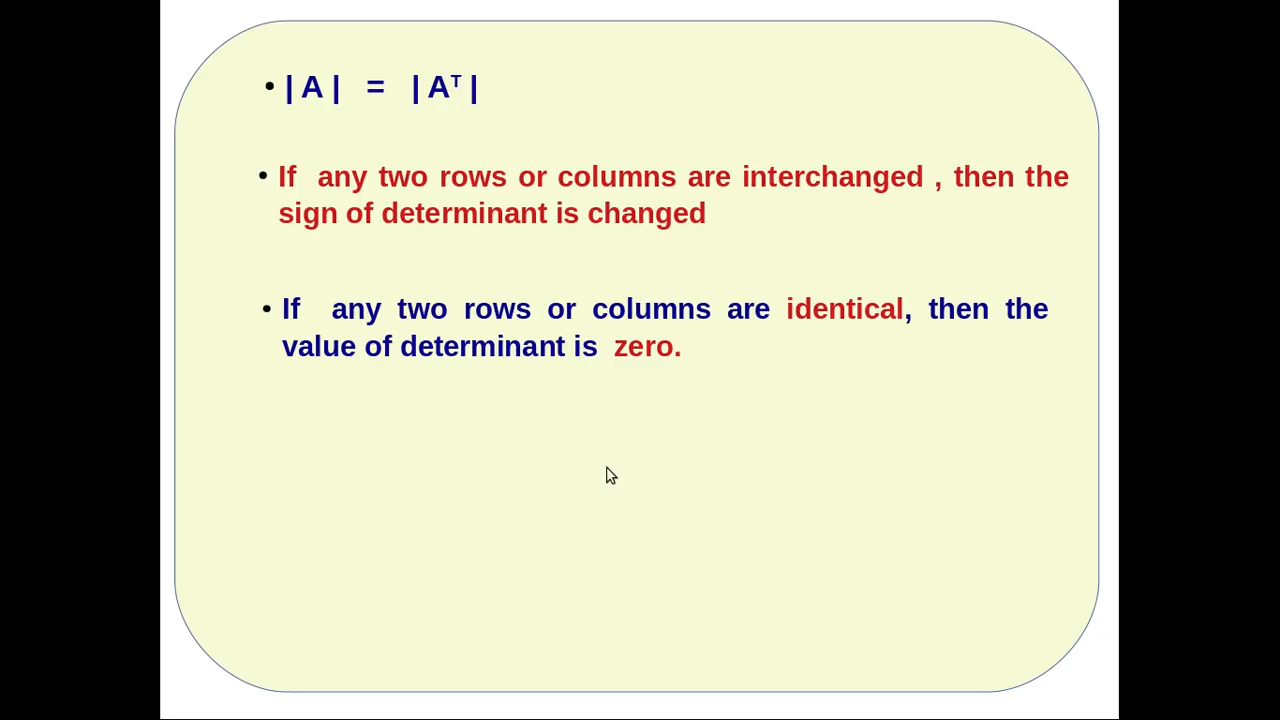 • | A | = | Aᵀ |
• If any two rows or columns are interchanged , then the
sign of determinant is changed
• If any two rows or columns are identical, then the
value of determinant is zero.